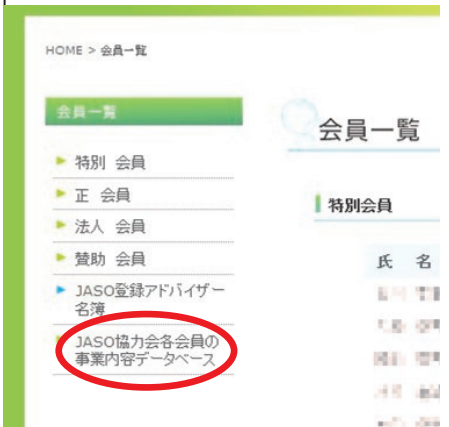 HOME > 会員一覧
会員一覧
特別 会員
正 会員
法人 会員
賛助 会員
JASO登録アドバイザー
名簿
JASO協力会各会員の
事業内容データベース
会員一覧
特別会員
氏 名